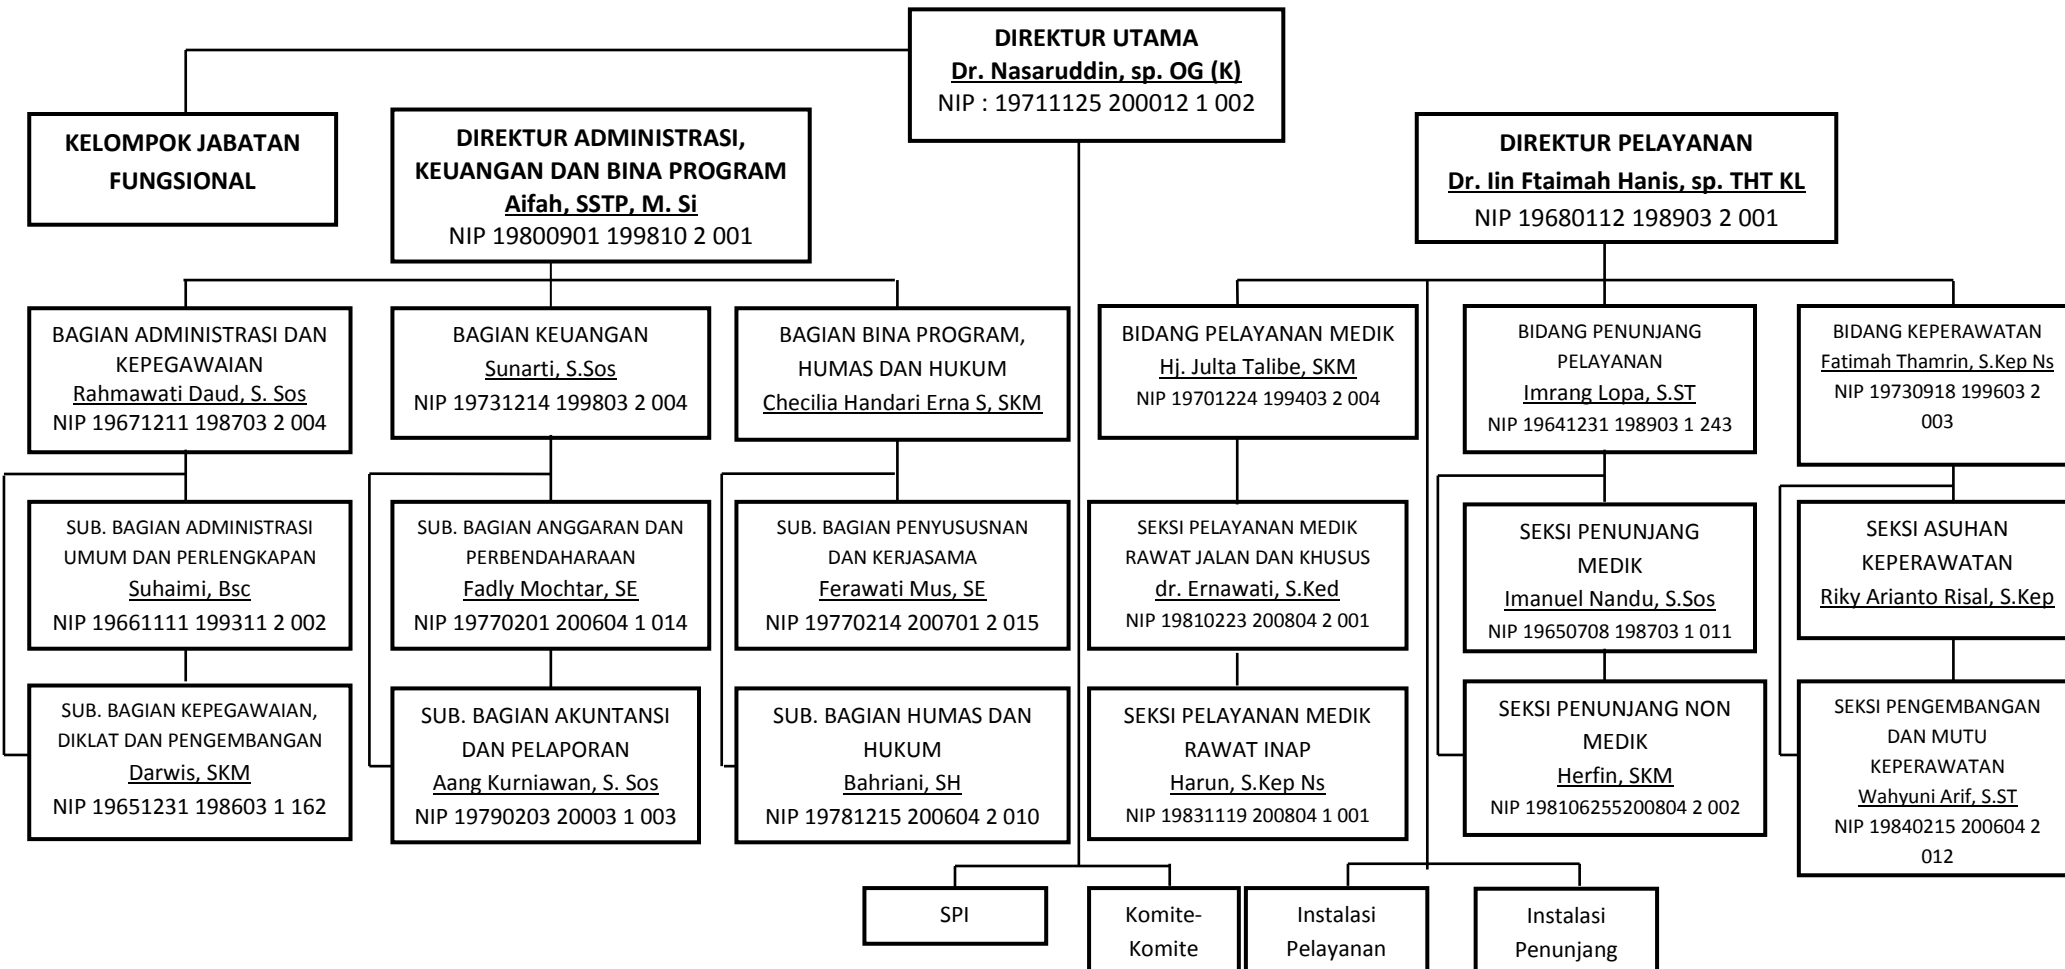 DIREKTUR UTAMA
Dr. Nasaruddin, sp. OG (K)
NIP : 19711125 200012 1 002
KELOMPOK JABATAN
FUNGSIONAL
DIREKTUR ADMINISTRASI,
KEUANGAN DAN BINA PROGRAM
Aifah, SSTP, M. Si
NIP 19800901 199810 2 001
DIREKTUR PELAYANAN
Dr. Iin Ftaimah Hanis, sp. THT KL
NIP 19680112 198903 2 001
BAGIAN ADMINISTRASI DAN
KEPEGAWAIAN
Rahmawati Daud, S. Sos
NIP 19671211 198703 2 004
BAGIAN KEUANGAN
Sunarti, S.Sos
NIP 19731214 199803 2 004
BAGIAN BINA PROGRAM,
HUMAS DAN HUKUM
Checilia Handari Erna S, SKM
BIDANG PELAYANAN MEDIK
Hj. Julta Talibe, SKM
NIP 19701224 199403 2 004
BIDANG PENUNJANG
PELAYANAN
Imrang Lopa, S.ST
NIP 19641231 198903 1 243
BIDANG KEPERAWATAN
Fatimah Thamrin, S.Kep Ns
NIP 19730918 199603 2
003
SUB. BAGIAN ADMINISTRASI
UMUM DAN PERLENGKAPAN
Suhaimi, Bsc
NIP 19661111 199311 2 002
SUB. BAGIAN ANGGARAN DAN
PERBENDAHARAAN
Fadly Mochtar, SE
NIP 19770201 200604 1 014
SUB. BAGIAN PENYUSUSNAN
DAN KERJASAMA
Ferawati Mus, SE
NIP 19770214 200701 2 015
SEKSI PELAYANAN MEDIK
RAWAT JALAN DAN KHUSUS
dr. Ernawati, S.Ked
NIP 19810223 200804 2 001
SEKSI PENUNJANG
MEDIK
Imanuel Nandu, S.Sos
NIP 19650708 198703 1 011
SEKSI ASUHAN
KEPERAWATAN
Riky Arianto Risal, S.Kep
SUB. BAGIAN KEPEGAWAIAN,
DIKLAT DAN PENGEMBANGAN
Darwis, SKM
NIP 19651231 198603 1 162
SUB. BAGIAN AKUNTANSI
DAN PELAPORAN
Aang Kurniawan, S. Sos
NIP 19790203 20003 1 003
SUB. BAGIAN HUMAS DAN
HUKUM
Bahriani, SH
NIP 19781215 200604 2 010
SEKSI PELAYANAN MEDIK
RAWAT INAP
Harun, S.Kep Ns
NIP 19831119 200804 1 001
SEKSI PENUNJANG NON
MEDIK
Herfin, SKM
NIP 198106255200804 2 002
SEKSI PENGEMBANGAN
DAN MUTU
KEPERAWATAN
Wahyuni Arif, S.ST
NIP 19840215 200604 2
012
SPI
Komite-
Komite
Instalasi
Pelayanan
Instalasi
Penunjang